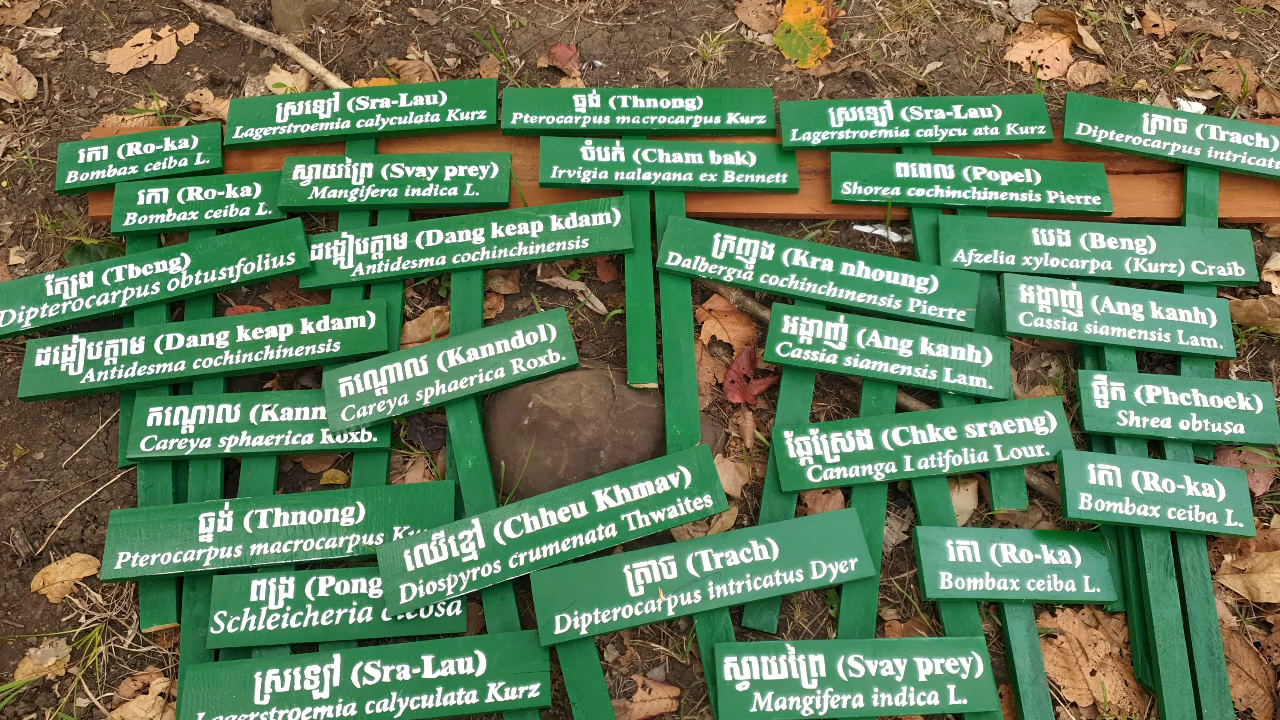 ស្រឡៅ (Sra-Lau)
Lagerstroemia calyculata Kurz
ធ្នង់ (Thnong)
Pterocarpus macrocarpus Kurz
ស្រឡៅ (Sra-Lau)
Lagerstroemia calycu ata Kurz
ត្រាច (Trach)
Dipterocarpus intricat
រកា (Ro-ka)
Bombax ceiba L.
ស្វាយព្រៃ (Svay prey)
Mangifera indica L.
ចំបក់ (Cham bak)
Irvigia nalayana ex Bennett
ពពេល (Popel)
Shorea cochinchinensis Pierre
រកា (Ro-ka)
Bombax ceiba L.
ត្បែង (Tbeng)
Dipterocarpus obtusifolius
ដង្កៀបក្តាម (Dang keap kdam)
Antidesma cochinchinensis
ក្រញូង (Kra nhoung)
Dalbergia cochinchinensis Pierre
បេង (Beng)
Afzelia xylocarpa (Kurz) Craib
ដង្កៀបក្តាម (Dang keap kdam)
Antidesma cochinchinensis
កណ្តោល (Kanndol)
Careya sphaerica Roxb.
អង្កាញ់ (Ang kanh)
Cassia siamensis Lam.
អង្កាញ់ (Ang kanh)
Cassia siamensis Lam.
កណ្តោល (Kann
Careya sphaerica Roxb.
ឆ្កែស្រែង (Chke sraeng)
Cananga Iatifolia Lour.
ផ្ចឹក (Phchoek)
Shrea obtusa
រកា (Ro-ka)
Bombax ceiba L.
ធ្នង់ (Thnong)
Pterocarpus macrocarpus Ku
ឈើខ្មៅ (Chheu Khmav)
Diospyros crumenata Thwaites
ត្រាច (Trach)
Dipterocarpus intricatus Dyer
រកា (Ro-ka)
Bombax ceiba L.
ពង្រ (Pong
Schleicheria
ស្រឡៅ (Sra-Lau)
Lagerstroemia calyculata Kurz
ស្វាយព្រៃ (Svay prey)
Mangifera indica L.